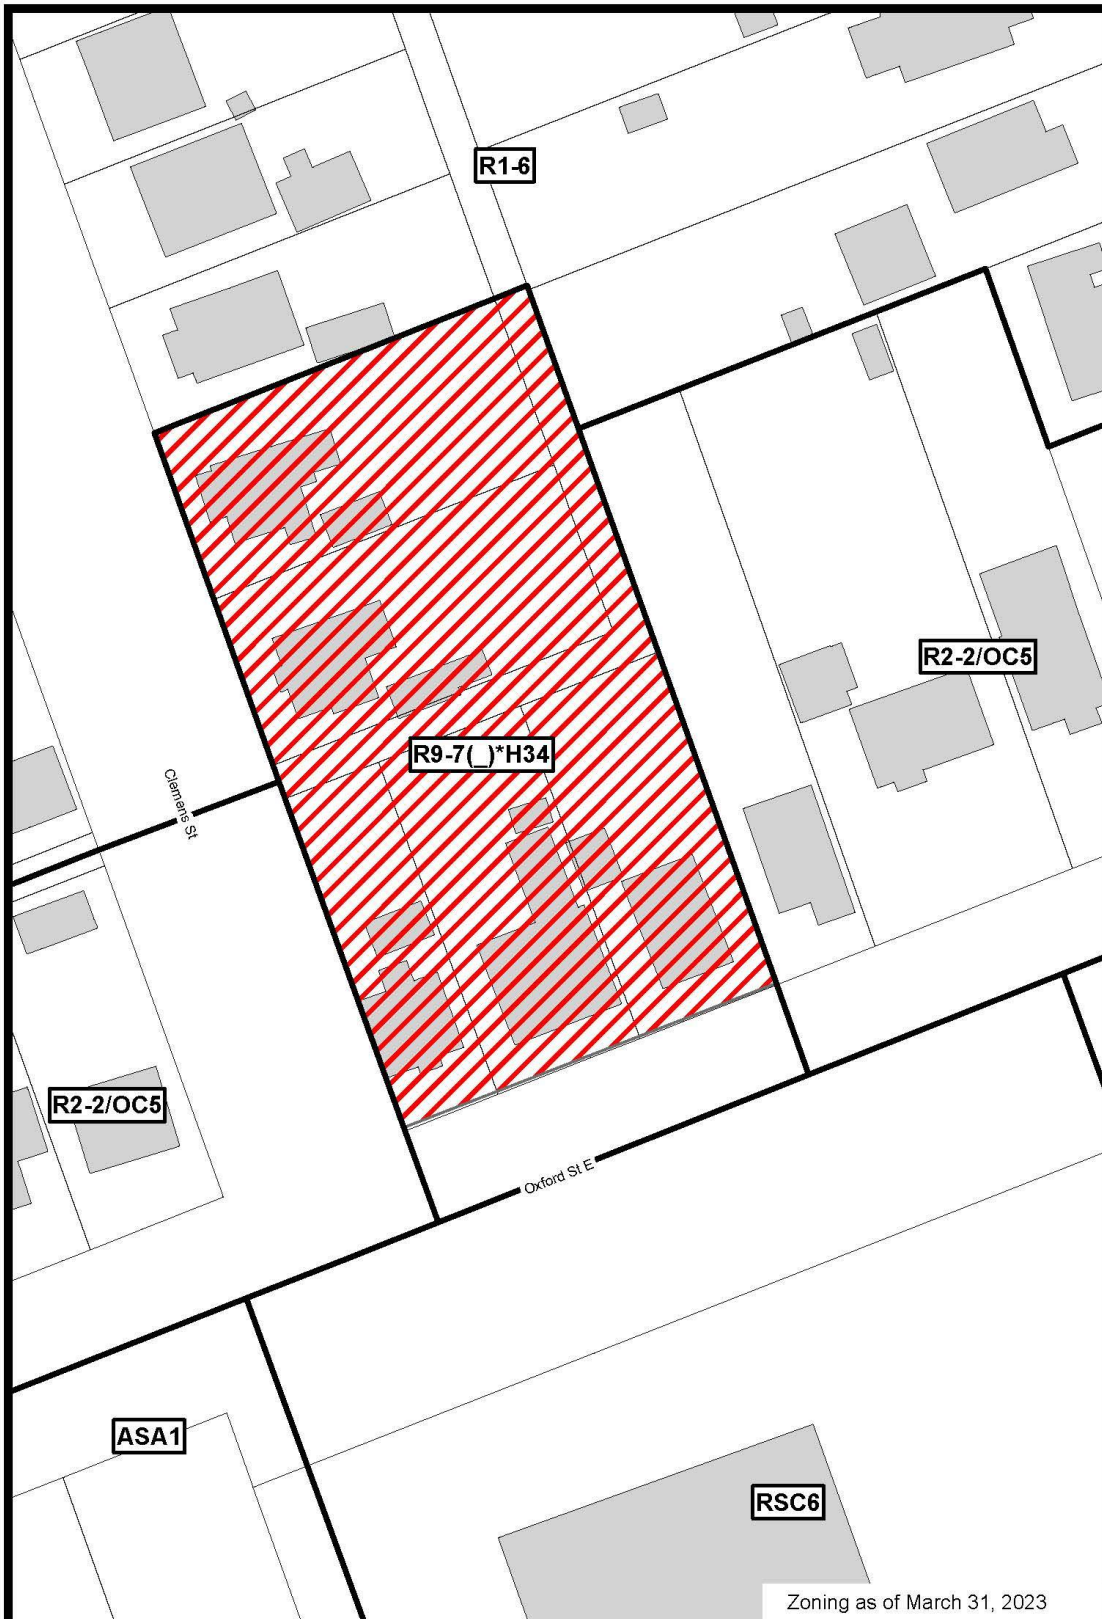 R1-6
R2-2/OC5
R9-7(_)*H34
Clemens St
R2-2/OC5
Oxford St E
ASA1
RSC6
Zoning as of March 31, 2023